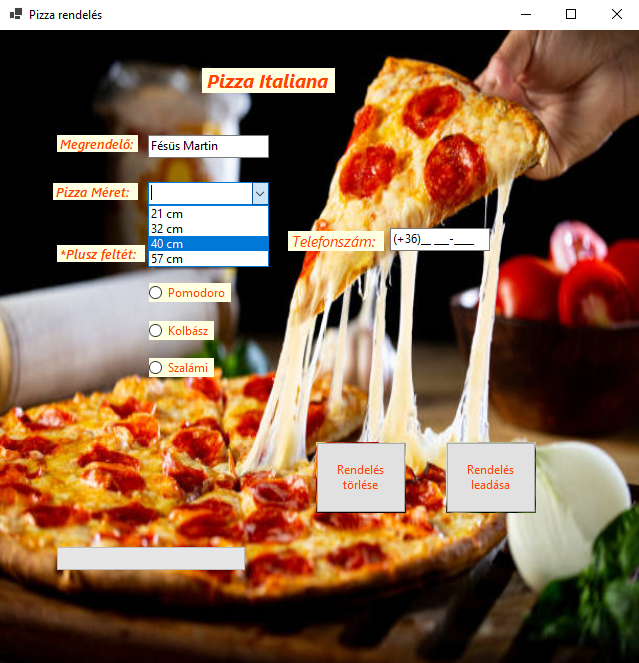 Pizza rendelés
Pizza Italiana
Megrendelő:
Fésüs Martin
Pizza Méret:
21 cm
32 cm
40 cm
57 cm
Telefonszám:
(+36)__ ___-____
*Plusz feltét:
Pomodoro
Kolbász
Szalámi
Rendelés
törlése
Rendelés
leadása